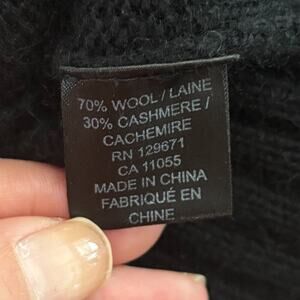 70% WOOL / LAINE
30% CASHMERE /
CACHEMIRE
RN 129671
CA 11055
MADE IN CHINA
FABRIQUÉ EN
CHINE